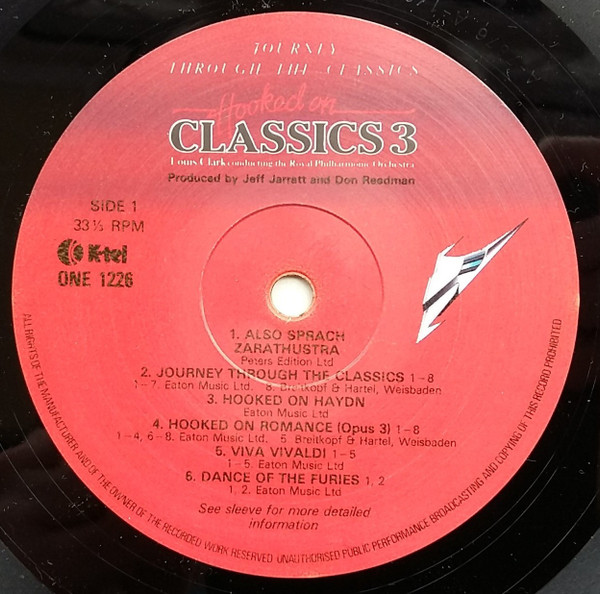 JOURNEY
THROUGH THE CLASSICS
Hooked on
CLASSICS 3
Louis Clark conducting the Royal Philharmonic Orchestra
Produced by Jeff Jarratt and Don Reedman
SIDE 1
33⅓ RPM
K-tel
ONE 1226
1. ALSO SPRACH
ZARATHUSTRA
Peters Edition Ltd
2. JOURNEY THROUGH THE CLASSICS 1–8
1–7. Eaton Music Ltd. 8. Breitkopf & Hartel, Weisbaden
3. HOOKED ON HAYDN
Eaton Music Ltd
4. HOOKED ON ROMANCE (Opus 3) 1–8
1–4, 6–8. Eaton Music Ltd. 5. Breitkopf & Hartel, Weisbaden
5. VIVA VIVALDI 1–5
1–5. Eaton Music Ltd
6. DANCE OF THE FURIES 1, 2
1, 2. Eaton Music Ltd
See sleeve for more detailed
information
ALL RIGHTS OF THE MANUFACTURER AND OF THE OWNER OF THE RECORDED WORK RESERVED. UNAUTHORISED PUBLIC PERFORMANCE BROADCASTING AND COPYING OF THIS RECORD PROHIBITED